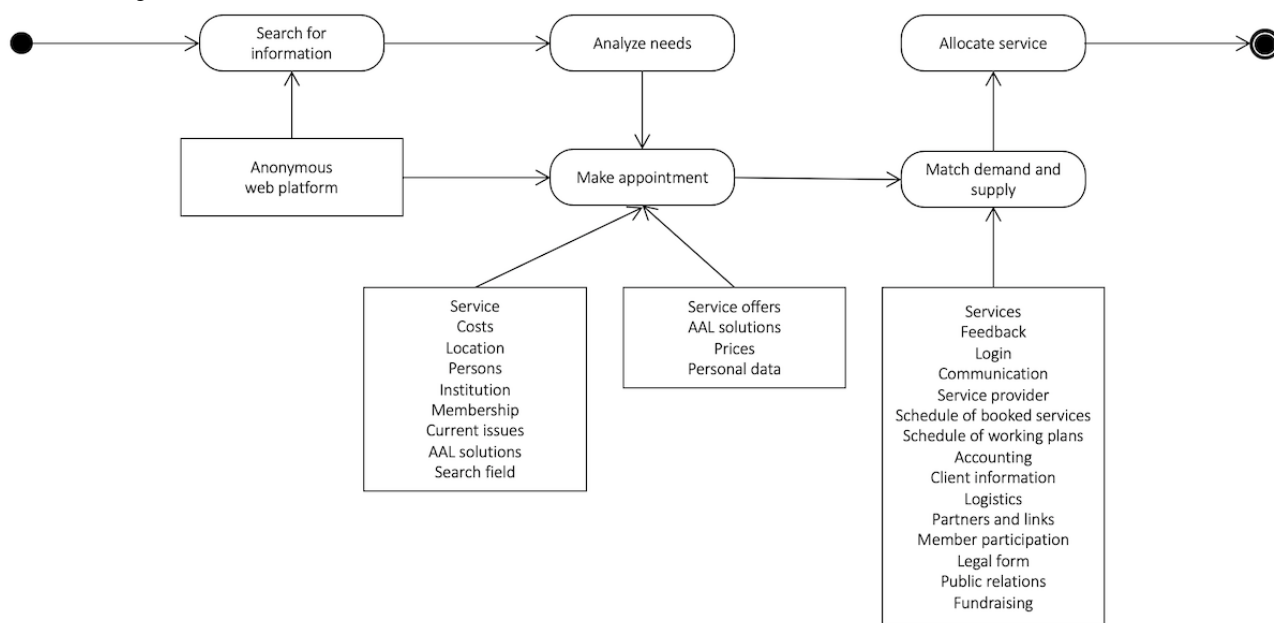 Search for
information
Analyze needs
Allocate service
Anonymous
web platform
Make appointment
Match demand and
supply
Service
Costs
Location
Persons
Institution
Membership
Current issues
AAL solutions
Search field
Service offers
AAL solutions
Prices
Personal data
Services
Feedback
Login
Communication
Service provider
Schedule of booked services
Schedule of working plans
Accounting
Client information
Logistics
Partners and links
Member participation
Legal form
Public relations
Fundraising